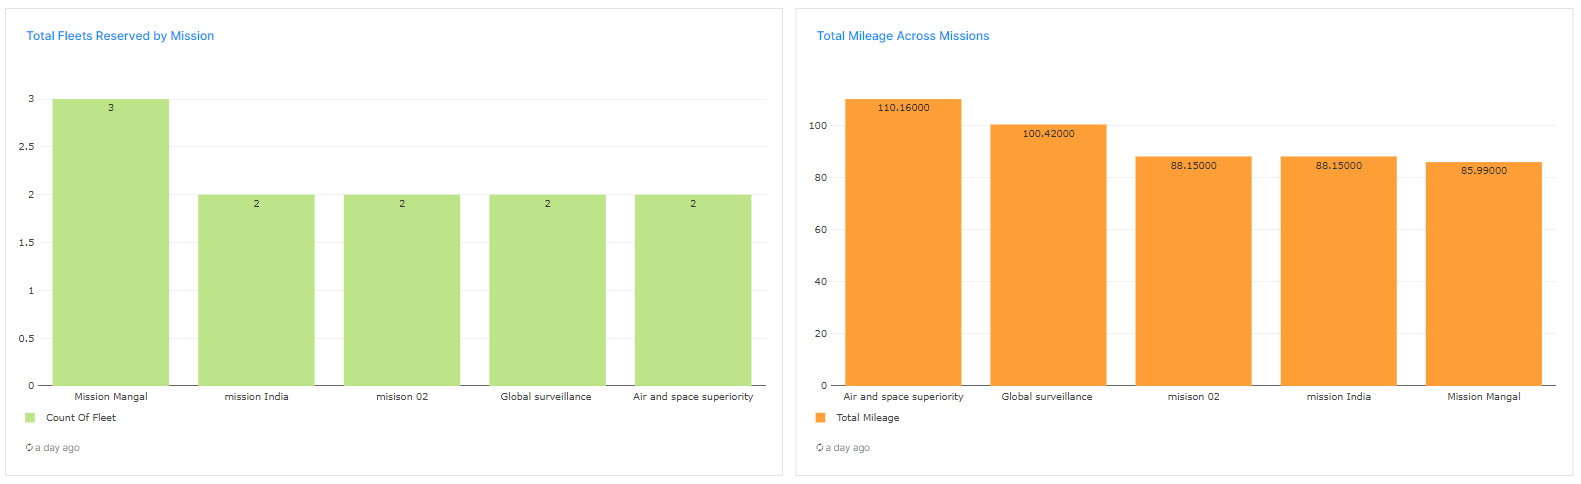 Total Fleets Reserved by Mission
3
2.5
2
1.5
1
0.5
0
3
2
2
2
2
Mission Mangal
mission India
misison 02
Global surveillance
Air and space superiority
Count Of Fleet
a day ago
Total Mileage Across Missions
100
80
60
40
20
0
110.16000
100.42000
88.15000
88.15000
85.99000
Air and space superiority
Global surveillance
misison 02
mission India
Mission Mangal
Total Mileage
a day ago